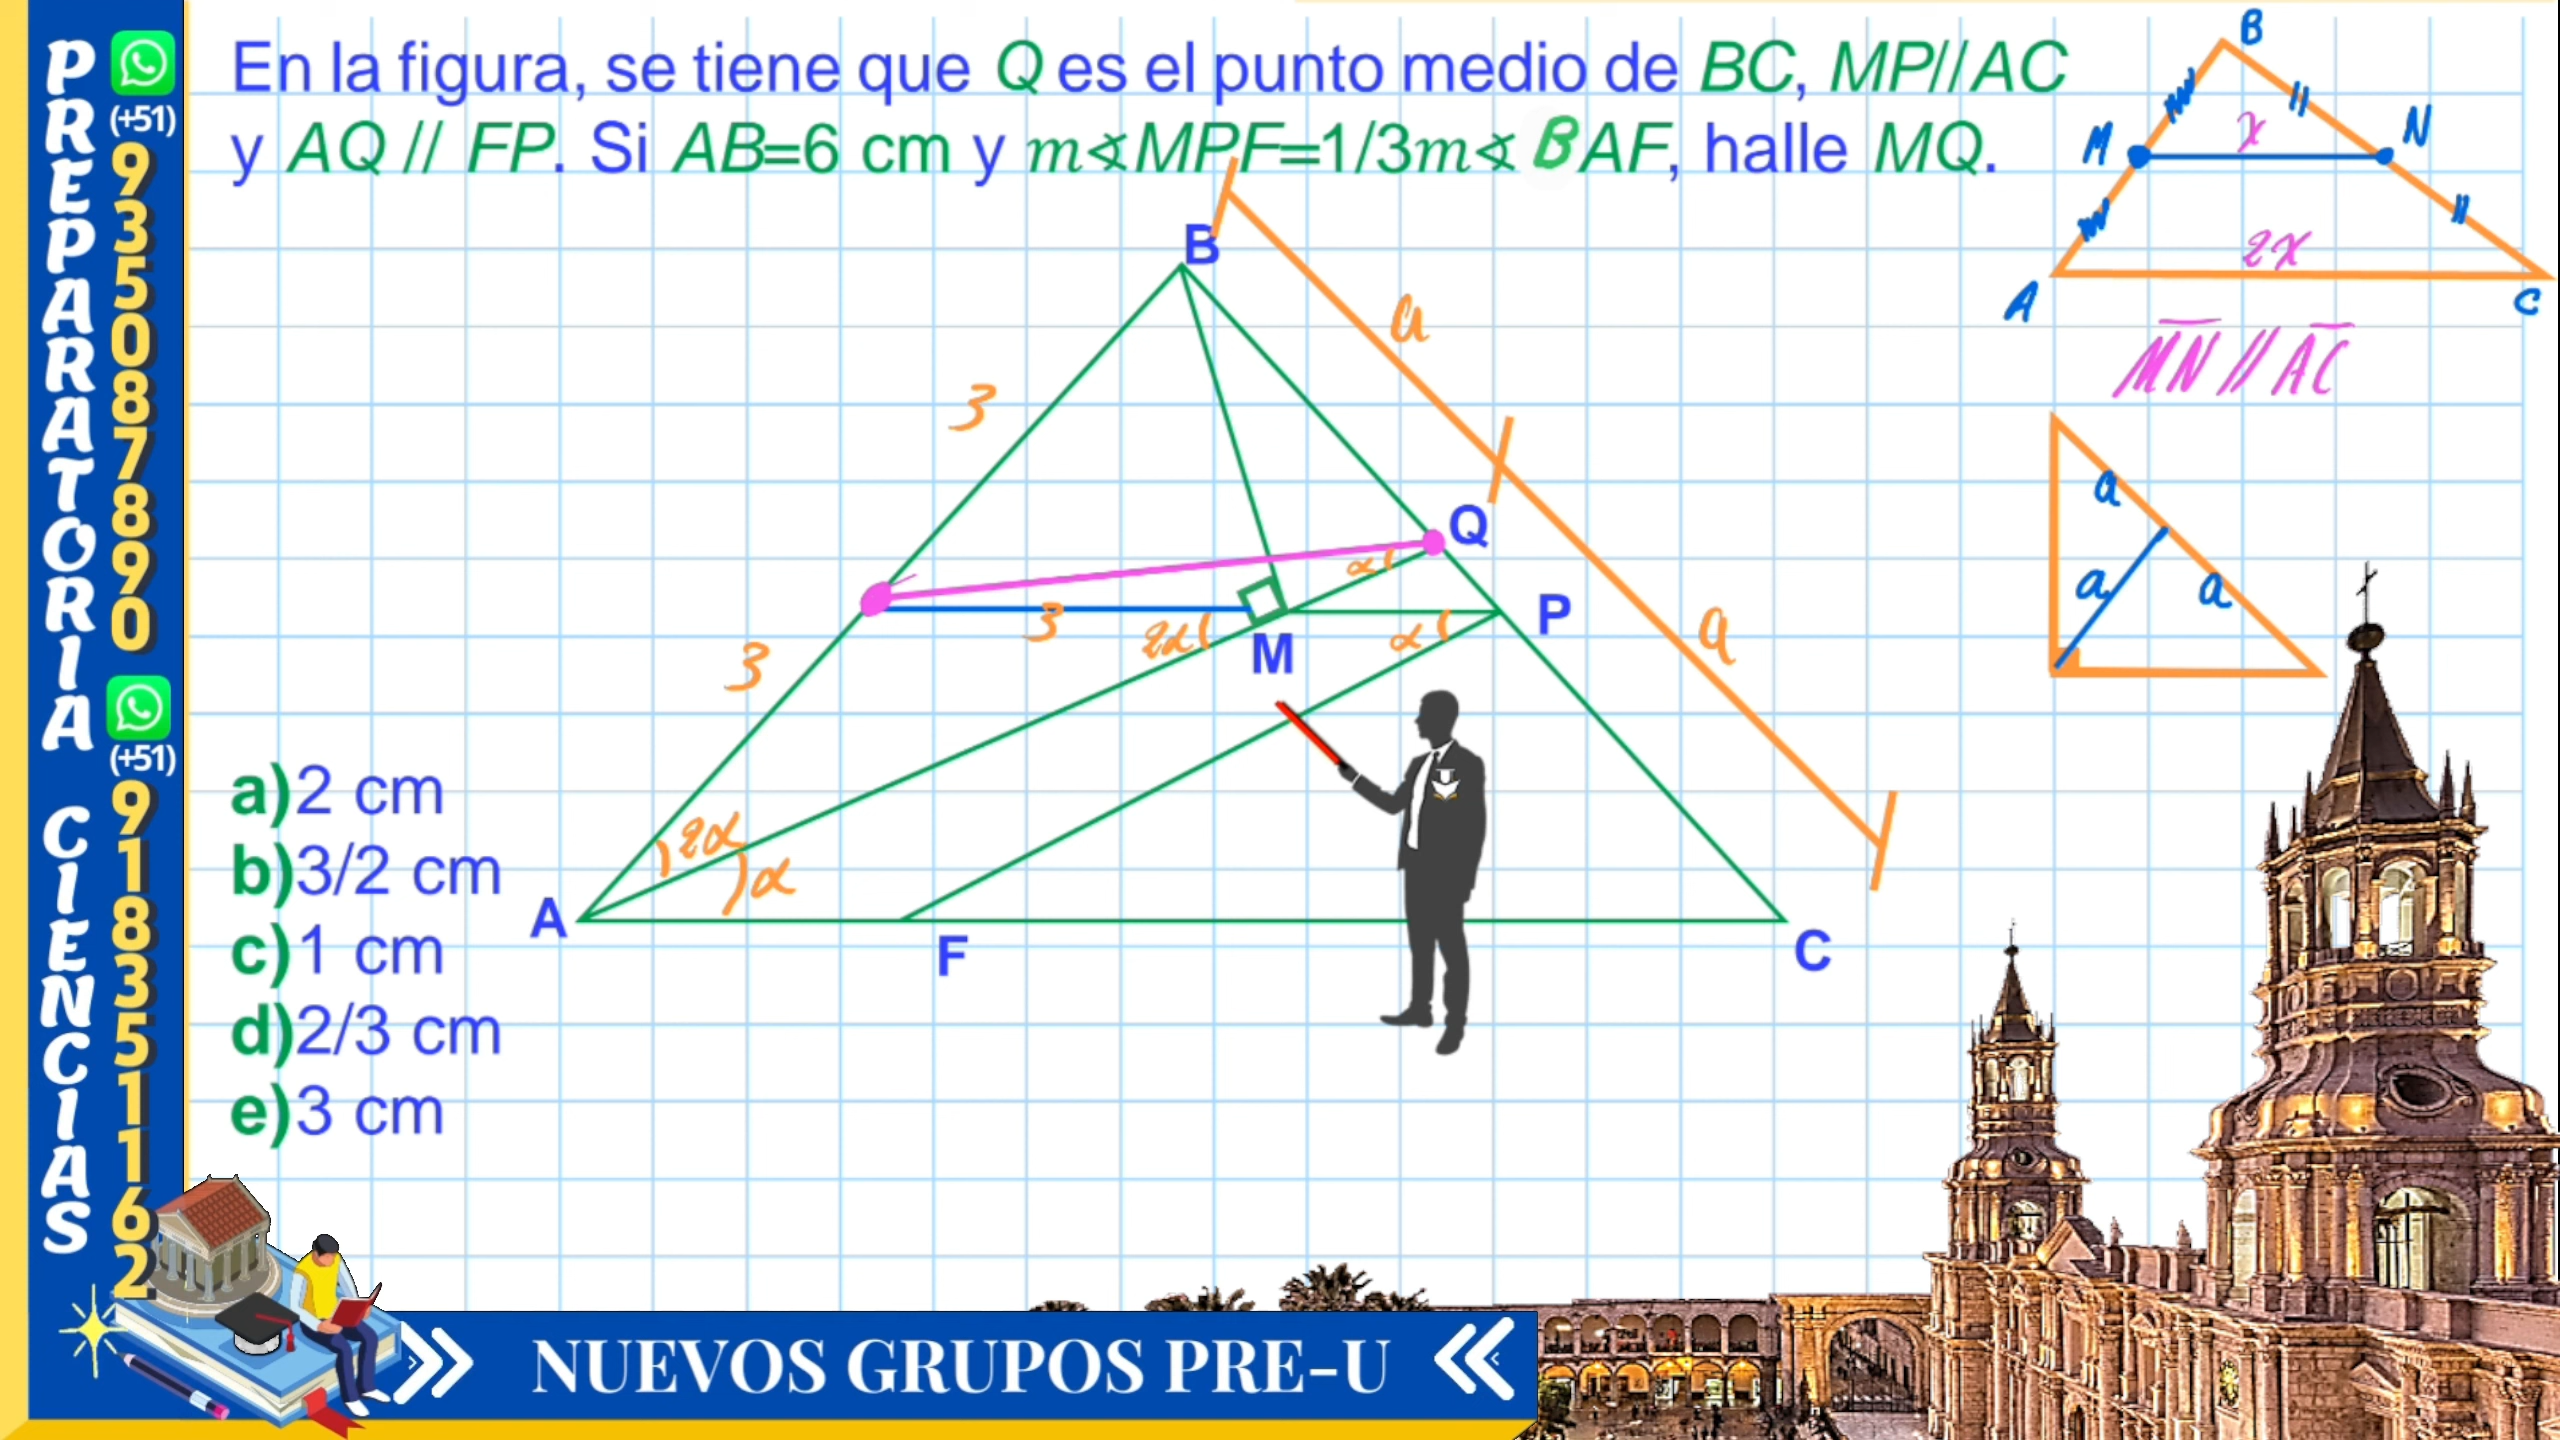 PREPARATORIA CIENCIAS
(+51)
935087890
(+51)
918351162
En la figura, se tiene que Q es el punto medio de BC, MP//AC
y AQ // FP. Si AB=6 cm y m∢MPF=1/3m∢BAF, halle MQ.
B
M
N
x
2x
A
C
MN // AC
a
a
a
B
a
3
Q
α
P
3
2α
M
α
a
3
2α
α
A
F
C
a)2 cm
b)3/2 cm
c)1 cm
d)2/3 cm
e)3 cm
NUEVOS GRUPOS PRE-U